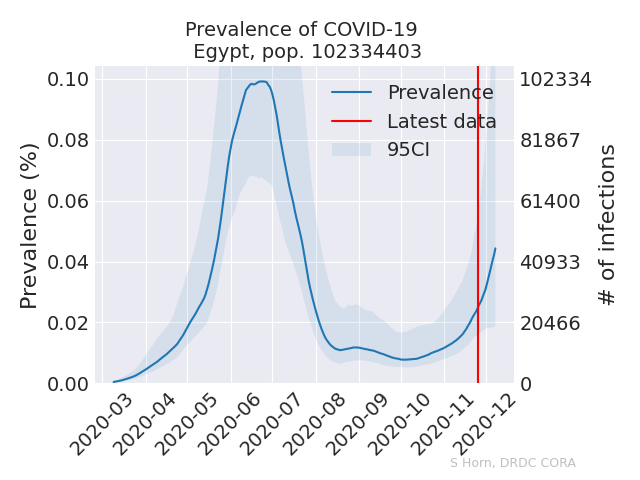 Prevalence of COVID-19
Egypt, pop. 102334403
Prevalence (%)
0.10
0.08
0.06
0.04
0.02
0.00
Prevalence
Latest data
95CI
102334
81867
61400
40933
20466
0
# of infections
2020-03
2020-04
2020-05
2020-06
2020-07
2020-08
2020-09
2020-10
2020-11
2020-12
S Horn, DRDC CORA